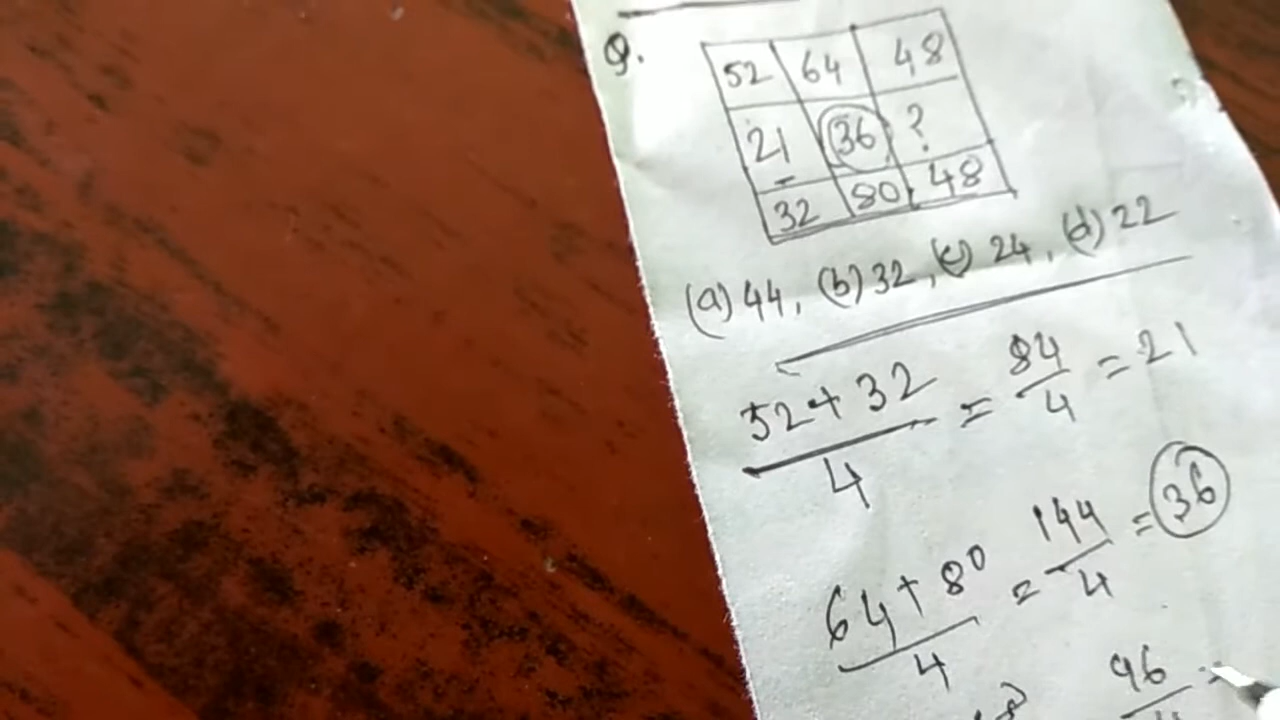 Q.
52 64 48
21 36 ?
32 80 48
(a) 44, (b) 32, (c) 24, (d) 22
52+32 / 4 = 84/4 = 21
64+80 / 4 = 144/4 = 36
96 =